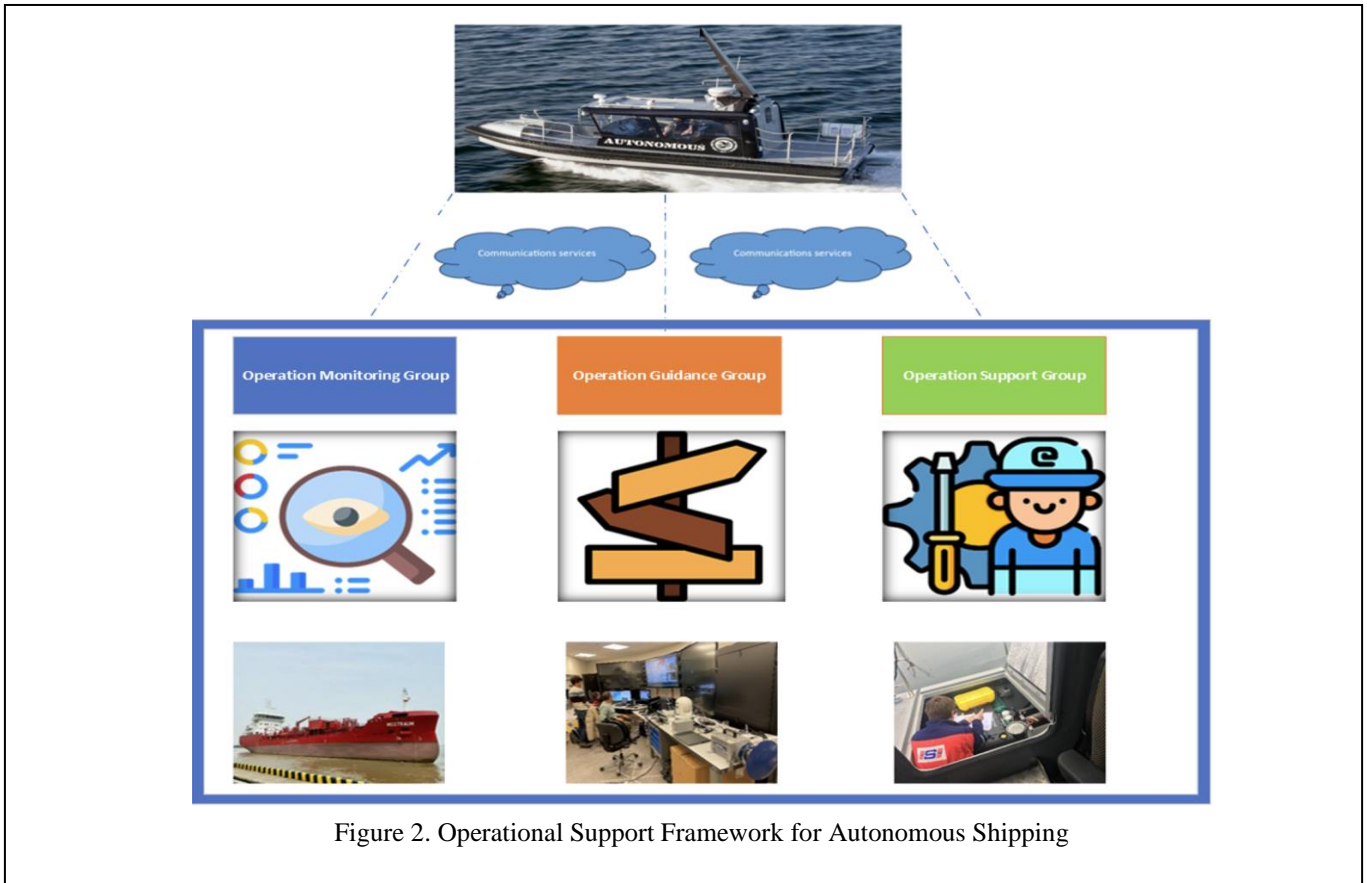 AUTONOMOUS
Communications services
Communications services
Operation Monitoring Group
Operation Guidance Group
Operation Support Group
Figure 2. Operational Support Framework for Autonomous Shipping